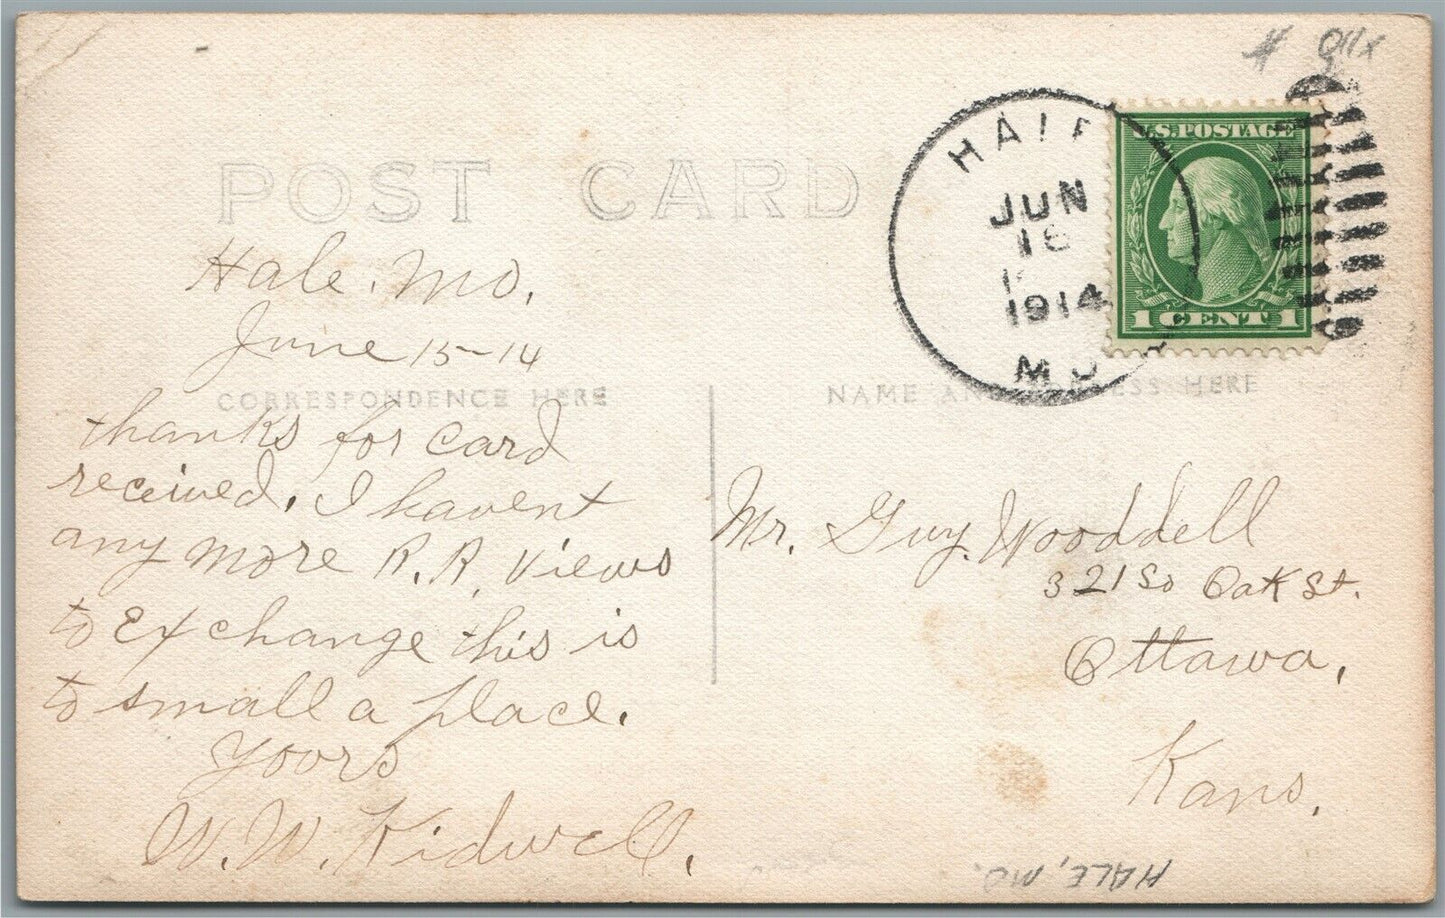 POST CARD
Hale, Mo.
June 15-14
CORRESPONDENCE HERE
thanks for card
received. I havent
any more R.R. views
to Exchange this is
to small a place.
Yoors
W. W. Kidwell.
HALE
JUN
16
1914
MO
U.S. POSTAGE
1 CENT 1
NAME AND ADDRESS HERE
Mr. Guy. Wooddell
321 So Oak St.
Ottawa,
Kans.
HALE, MO.